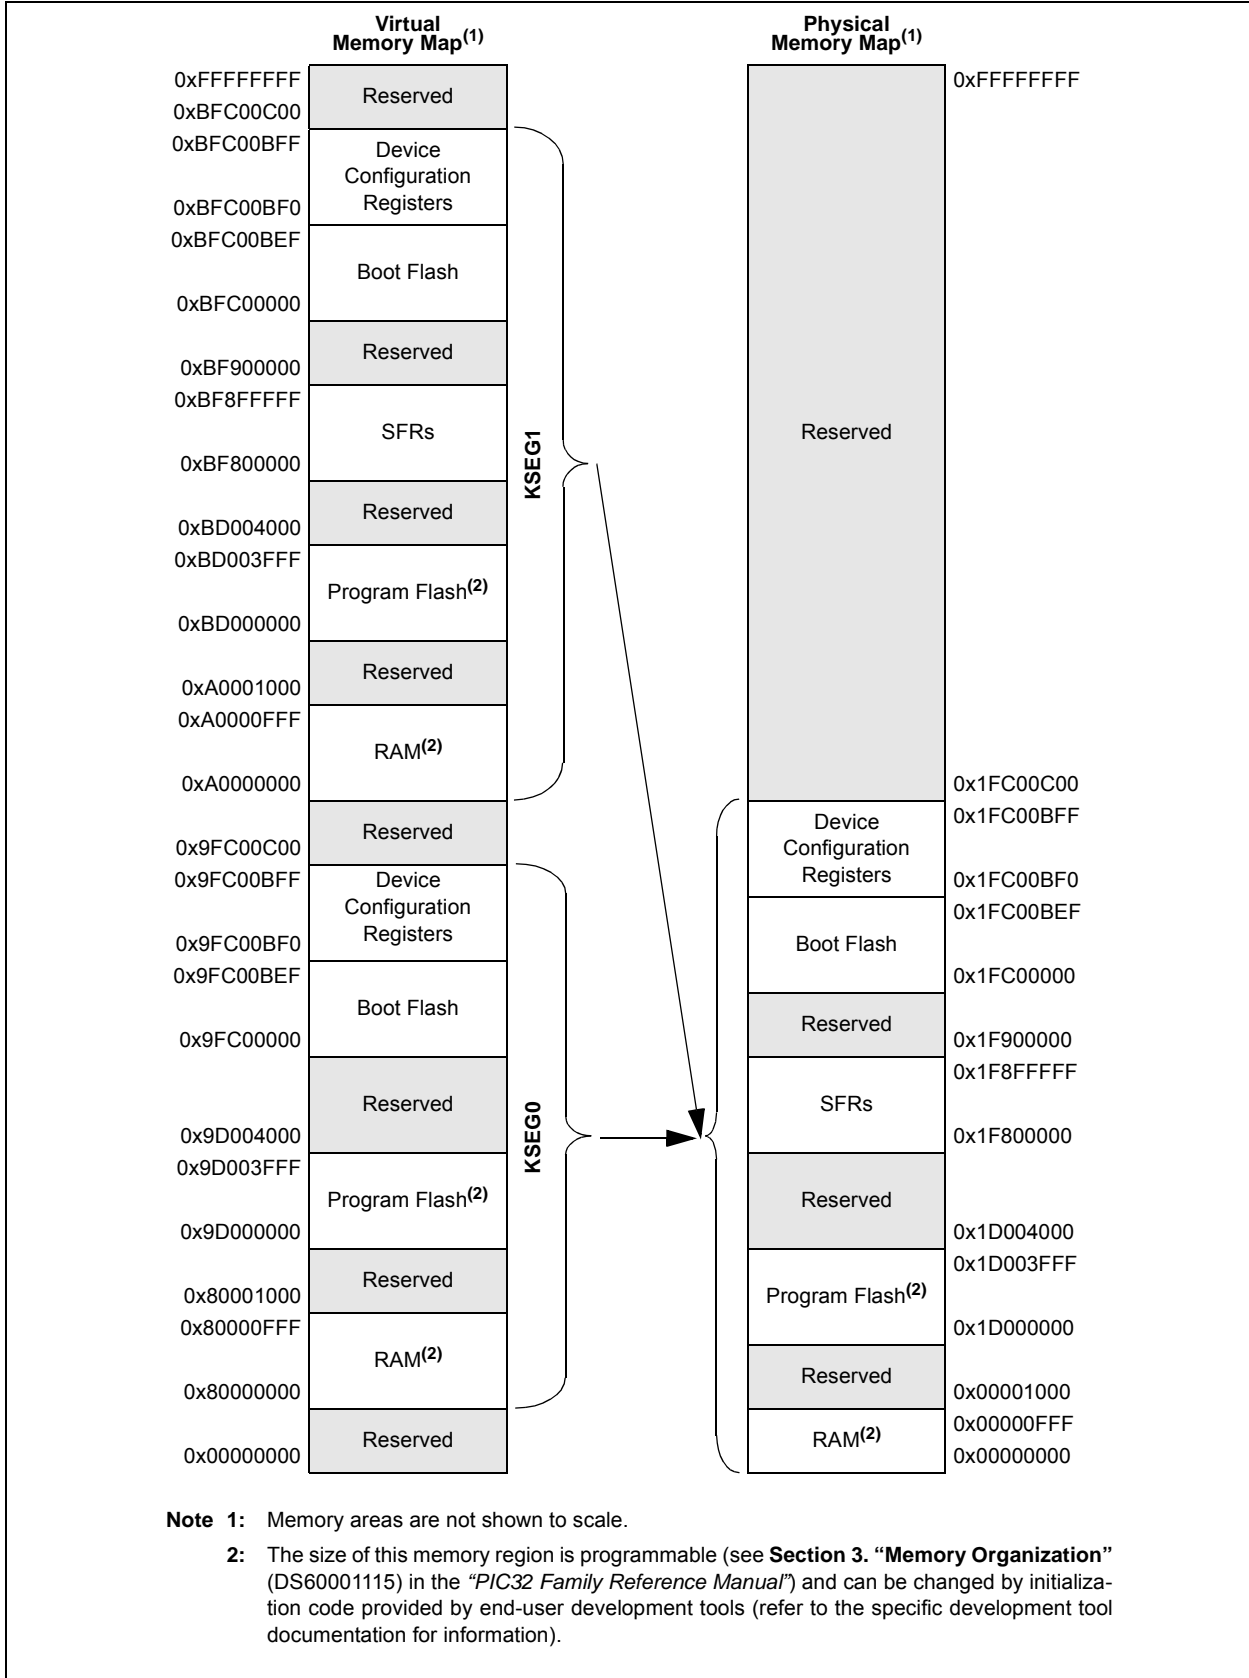 Virtual
Memory Map(1)
Physical
Memory Map(1)
0xFFFFFFFF
Reserved
0xBFC00C00
0xBFC00BFF
Device
Configuration
Registers
0xBFC00BF0
0xBFC00BEF
Boot Flash
0xBFC00000
Reserved
0xBF900000
0xBF8FFFFF
SFRs
0xBF800000
Reserved
0xBD004000
0xBD003FFF
Program Flash(2)
0xBD000000
Reserved
0xA0001000
0xA0000FFF
RAM(2)
0xA0000000
Reserved
0x9FC00C00
0x9FC00BFF
Device
Configuration
Registers
0x9FC00BF0
0x9FC00BEF
Boot Flash
0x9FC00000
Reserved
0x9D004000
0x9D003FFF
Program Flash(2)
0x9D000000
Reserved
0x80001000
0x80000FFF
RAM(2)
0x80000000
Reserved
0x00000000
KSEG1
KSEG0
0xFFFFFFFF
Reserved
0x1FC00C00
0x1FC00BFF
Device
Configuration
Registers
0x1FC00BF0
0x1FC00BEF
Boot Flash
0x1FC00000
Reserved
0x1F900000
0x1F8FFFFF
SFRs
0x1F800000
Reserved
0x1D004000
0x1D003FFF
Program Flash(2)
0x1D000000
Reserved
0x00001000
0x00000FFF
RAM(2)
0x00000000
Note 1: Memory areas are not shown to scale.
2: The size of this memory region is programmable (see Section 3. “Memory Organization”
(DS60001115) in the “PIC32 Family Reference Manual”) and can be changed by initializa-
tion code provided by end-user development tools (refer to the specific development tool
documentation for information).